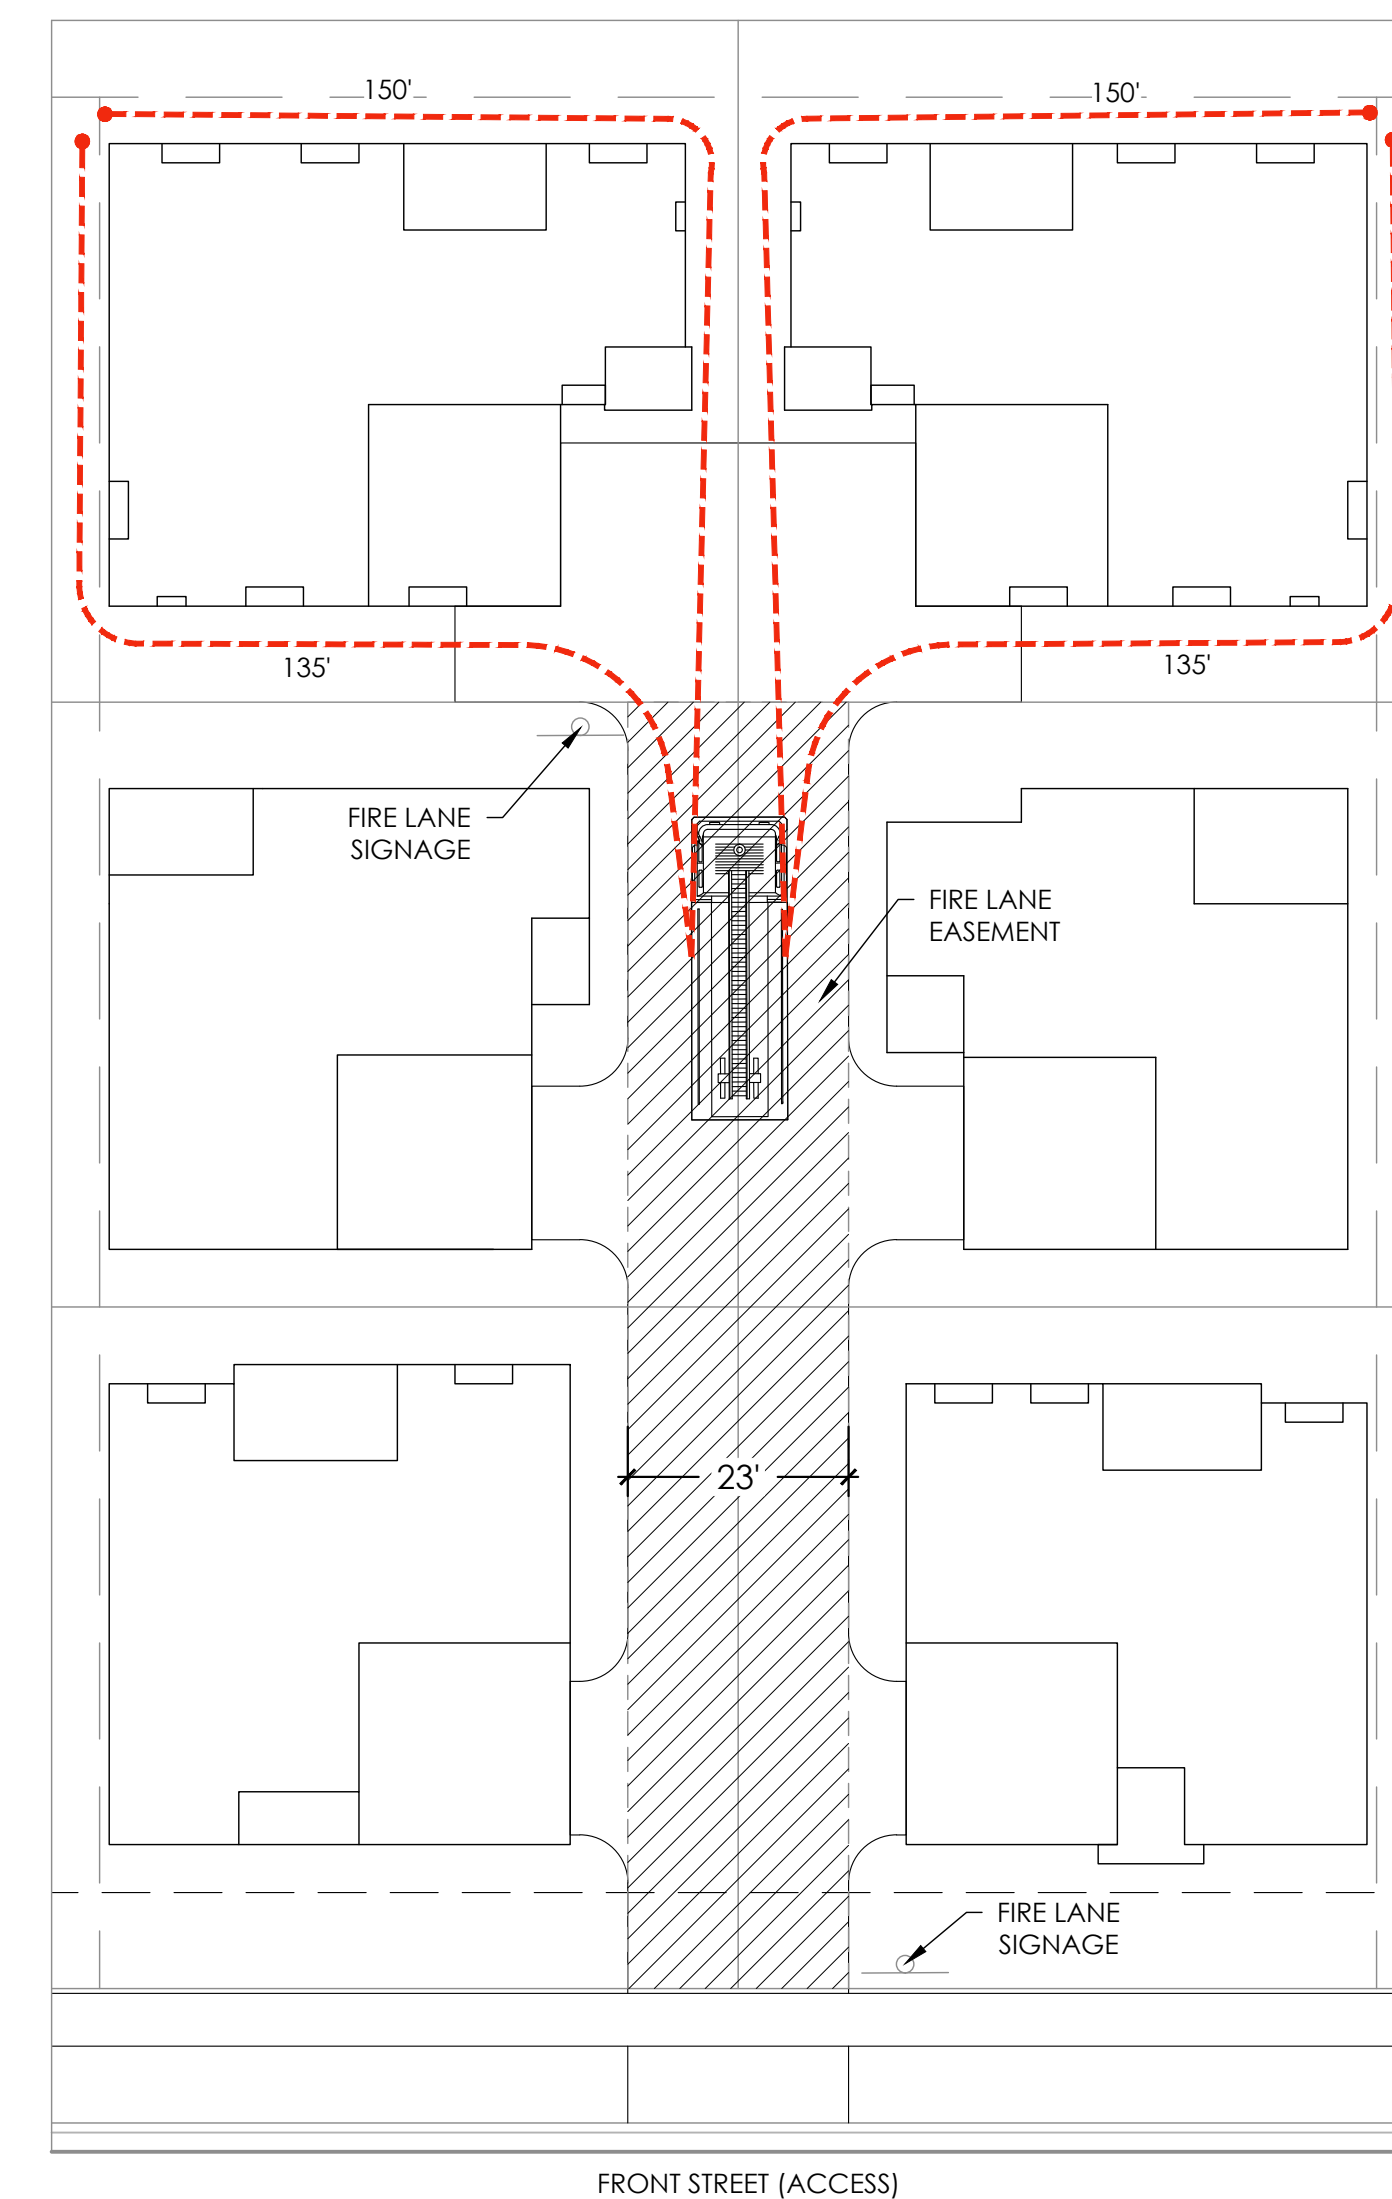 150'
150'
135'
135'
FIRE LANE
SIGNAGE
FIRE LANE
EASEMENT
23'
FIRE LANE
SIGNAGE
FRONT STREET (ACCESS)